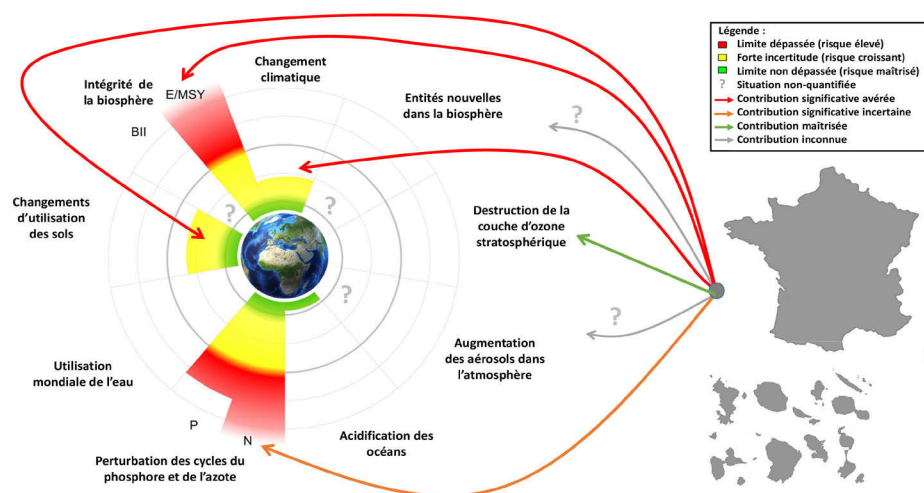 Légende :
Limite dépassée (risque élevé)
Forte incertitude (risque croissant)
Limite non dépassée (risque maîtrisé)
? Situation non-quantifiée
Contribution significative avérée
Contribution significative incertaine
Contribution maîtrisée
Contribution inconnue
Changement
climatique
Intégrité de
la biosphère
E/MSY
BII
Entités nouvelles
dans la biosphère
?
Changements
d'utilisation
des sols
?
?
?
Destruction de la
couche d'ozone
stratosphérique
?
Augmentation
des aérosols dans
l'atmosphère
Utilisation
mondiale de l'eau
P
N
Acidification des
océans
Perturbation des cycles du
phosphore et de l'azote